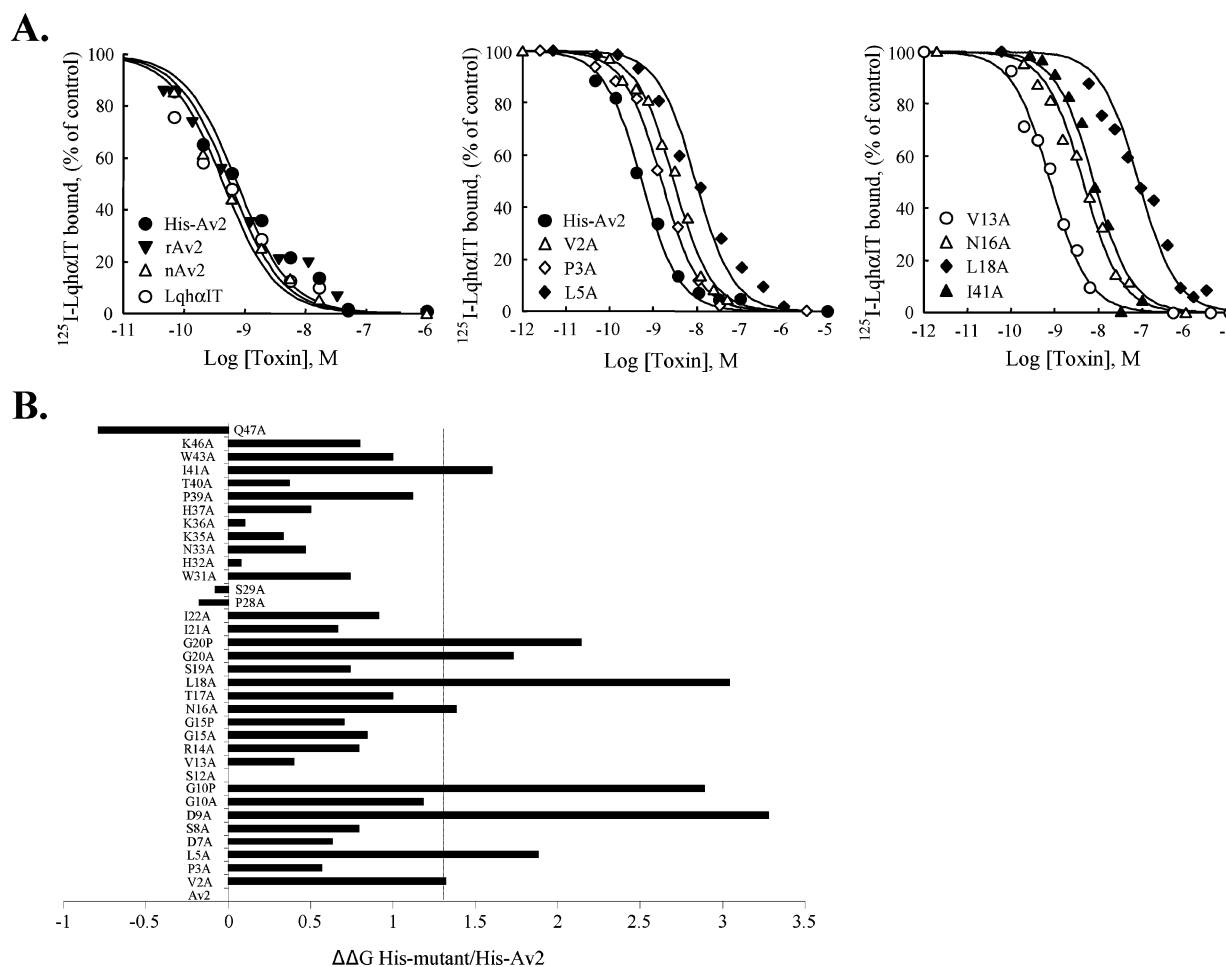 A.
125I-LqhαIT bound, (% of control)
100
80
60
40
20
0
His-Av2
rAv2
nAv2
LqhαIT
-11
-10
-9
-8
-7
-6
Log [Toxin], M
125I-LqhαIT bound, (% of control)
100
80
60
40
20
0
His-Av2
V2A
P3A
L5A
-12
-11
-10
-9
-8
-7
-6
-5
Log [Toxin], M
125I-LqhαIT bound, (% of control)
100
80
60
40
20
0
V13A
N16A
L18A
I41A
-12
-11
-10
-9
-8
-7
-6
Log [Toxin], M
B.
Q47A
K46A
W43A
I41A
T40A
P39A
H37A
K36A
K35A
N33A
H32A
W31A
S29A
P28A
I22A
I21A
G20P
G20A
S19A
L18A
T17A
N16A
G15P
G15A
R14A
V13A
S12A
G10P
G10A
D9A
S8A
D7A
L5A
P3A
V2A
Av2
-1
-0.5
0
0.5
1
1.5
2
2.5
3
3.5
ΔΔG His-mutant/His-Av2